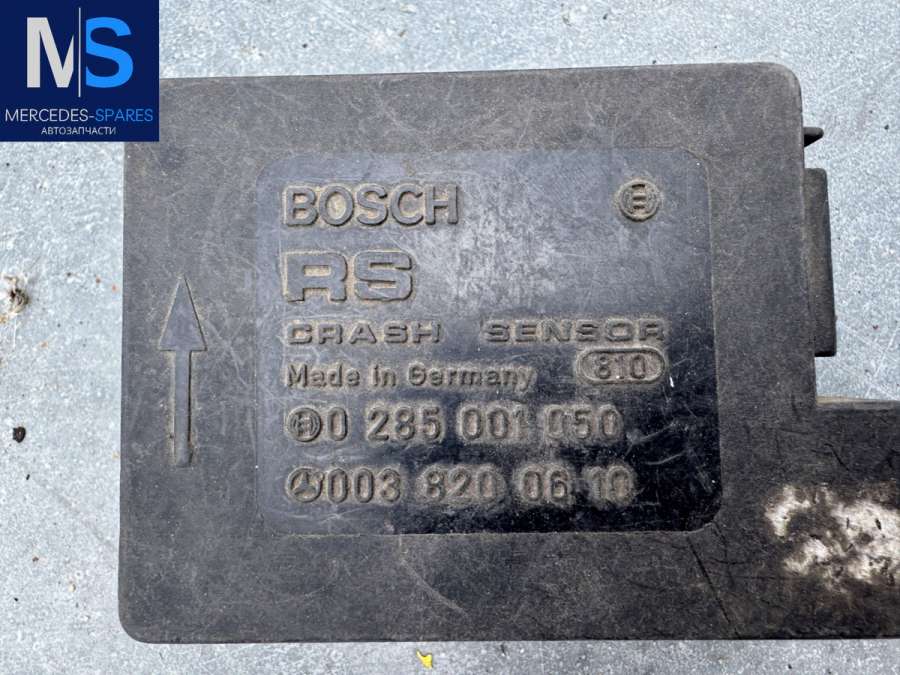 MS
MERCEDES-SPARES
АВТОЗАПЧАСТИ
BOSCH
RS
CRASH SENSOR
Made in Germany 810
0 285 001 050
003 820 06 10